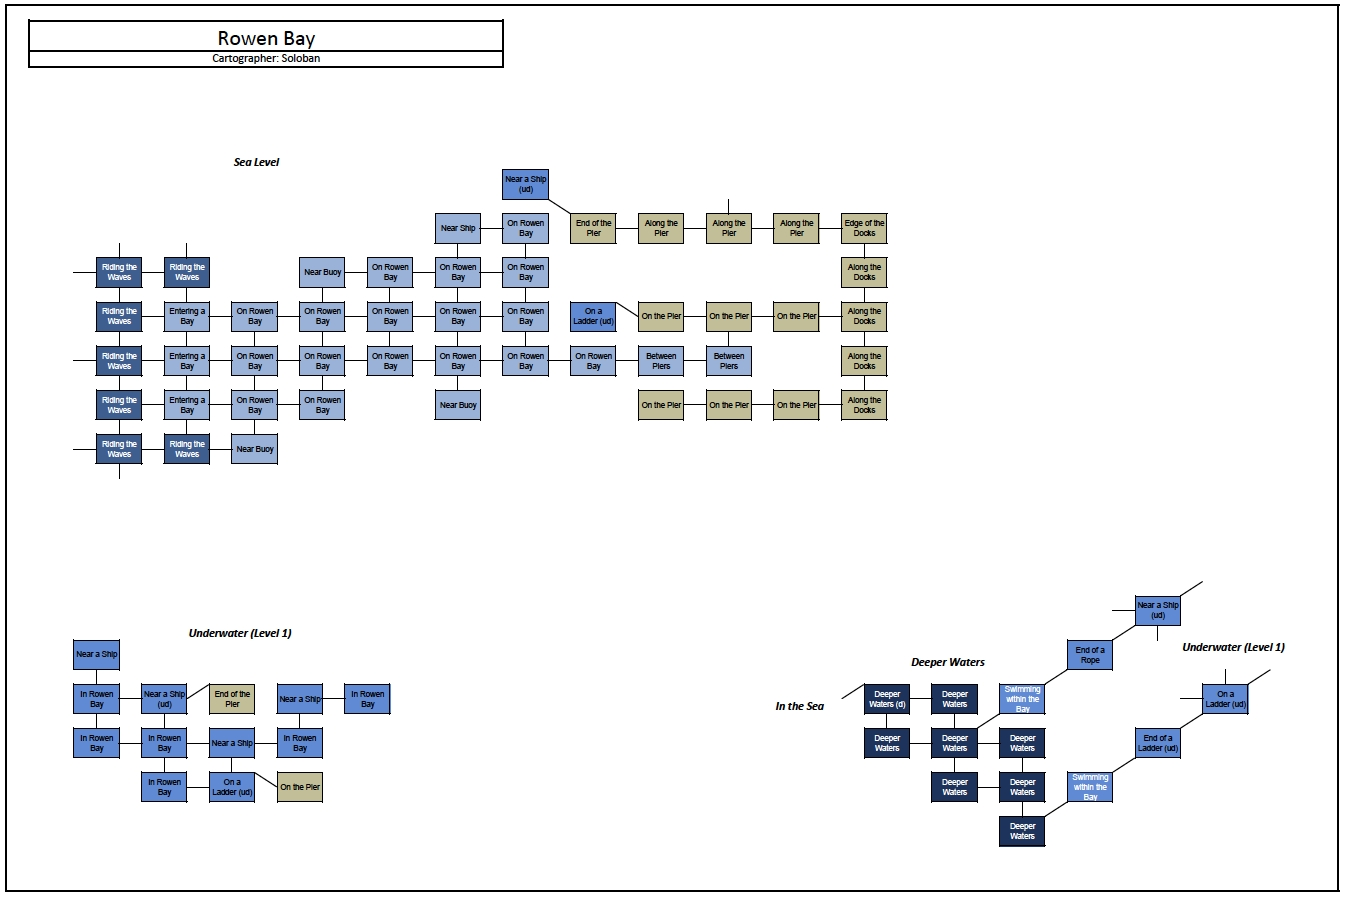 Rowen Bay
Cartographer: Soloban
Sea Level
Near a Ship
(ud)
Near Ship
On Rowen
Bay
End of the
Pier
Along the
Pier
Along the
Pier
Along the
Pier
Edge of the
Docks
Riding the
Waves
Riding the
Waves
Near Buoy
On Rowen
Bay
On Rowen
Bay
On Rowen
Bay
Along the
Docks
Riding the
Waves
Entering a
Bay
On Rowen
Bay
On Rowen
Bay
On Rowen
Bay
On Rowen
Bay
On Rowen
Bay
On a
Ladder (ud)
On the Pier
On the Pier
On the Pier
Along the
Docks
Riding the
Waves
Entering a
Bay
On Rowen
Bay
On Rowen
Bay
On Rowen
Bay
On Rowen
Bay
On Rowen
Bay
On Rowen
Bay
Between
Piers
Between
Piers
Along the
Docks
Riding the
Waves
Entering a
Bay
On Rowen
Bay
On Rowen
Bay
Near Buoy
On the Pier
On the Pier
On the Pier
Along the
Docks
Riding the
Waves
Riding the
Waves
Near Buoy
Underwater (Level 1)
Near a Ship
In Rowen
Bay
Near a Ship
(ud)
End of the
Pier
Near a Ship
In Rowen
Bay
In Rowen
Bay
In Rowen
Bay
Near a Ship
In Rowen
Bay
In Rowen
Bay
On a
Ladder (ud)
On the Pier
Near a Ship
(ud)
End of a
Rope
Underwater (Level 1)
Deeper Waters
In the Sea
Deeper
Waters (d)
Deeper
Waters
Swimming
within the
Bay
On a
Ladder (ud)
Deeper
Waters
Deeper
Waters
Deeper
Waters
End of a
Ladder (ud)
Deeper
Waters
Deeper
Waters
Swimming
within the
Bay
Deeper
Waters